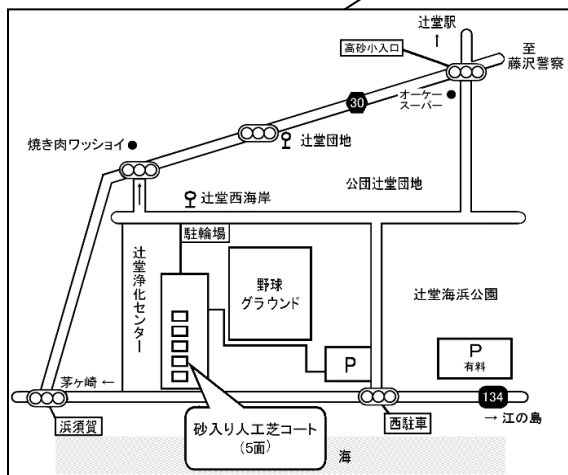 辻堂駅
↑
高砂小入口
至
藤沢警察
30
オーケー
スーパー
焼き肉ワッショイ
辻堂団地
公団辻堂団地
辻堂西海岸
駐輪場
辻堂浄化センター
野球
グラウンド
辻堂海浜公園
P
P
有料
茅ヶ崎 ←
134
浜須賀
西駐車
→ 江の島
砂入り人工芝コート
(5面)
海